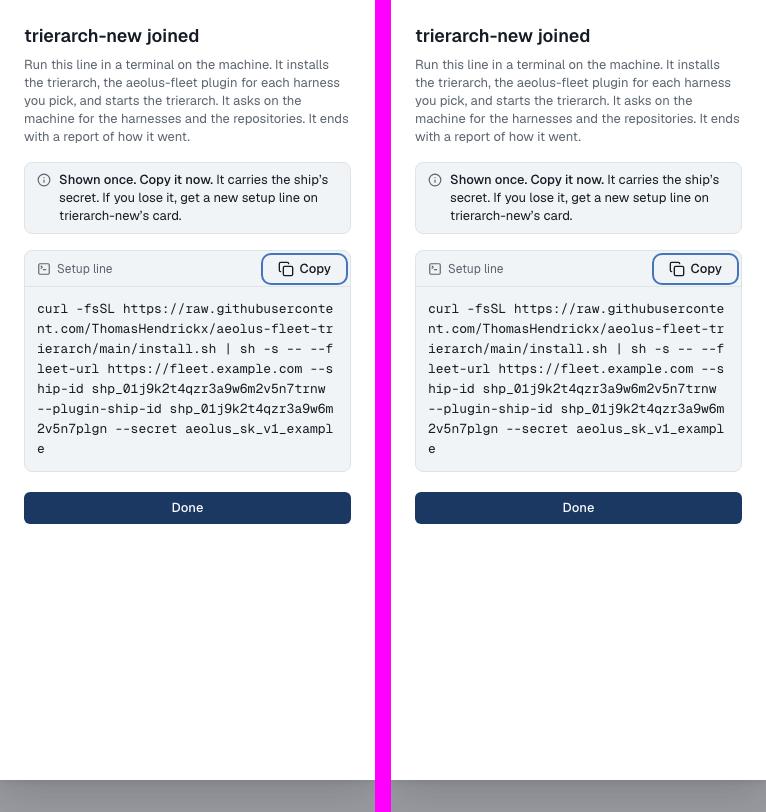 trierarch-new joined
Run this line in a terminal on the machine. It installs
the trierarch, the aeolus-fleet plugin for each harness
you pick, and starts the trierarch. It asks on the
machine for the harnesses and the repositories. It ends
with a report of how it went.
Shown once. Copy it now. It carries the ship’s
secret. If you lose it, get a new setup line on
trierarch-new’s card.
Setup line
Copy
curl -fsSL https://raw.githubuserconte
nt.com/ThomasHendrickx/aeolus-fleet-tr
ierarch/main/install.sh | sh -s -- --f
leet-url https://fleet.example.com --s
hip-id shp_01j9k2t4qzr3a9w6m2v5n7trnw
--plugin-ship-id shp_01j9k2t4qzr3a9w6m
2v5n7plgn --secret aeolus_sk_v1_exampl
e
Done
trierarch-new joined
Run this line in a terminal on the machine. It installs
the trierarch, the aeolus-fleet plugin for each harness
you pick, and starts the trierarch. It asks on the
machine for the harnesses and the repositories. It ends
with a report of how it went.
Shown once. Copy it now. It carries the ship’s
secret. If you lose it, get a new setup line on
trierarch-new’s card.
Setup line
Copy
curl -fsSL https://raw.githubuserconte
nt.com/ThomasHendrickx/aeolus-fleet-tr
ierarch/main/install.sh | sh -s -- --f
leet-url https://fleet.example.com --s
hip-id shp_01j9k2t4qzr3a9w6m2v5n7trnw
--plugin-ship-id shp_01j9k2t4qzr3a9w6m
2v5n7plgn --secret aeolus_sk_v1_exampl
e
Done